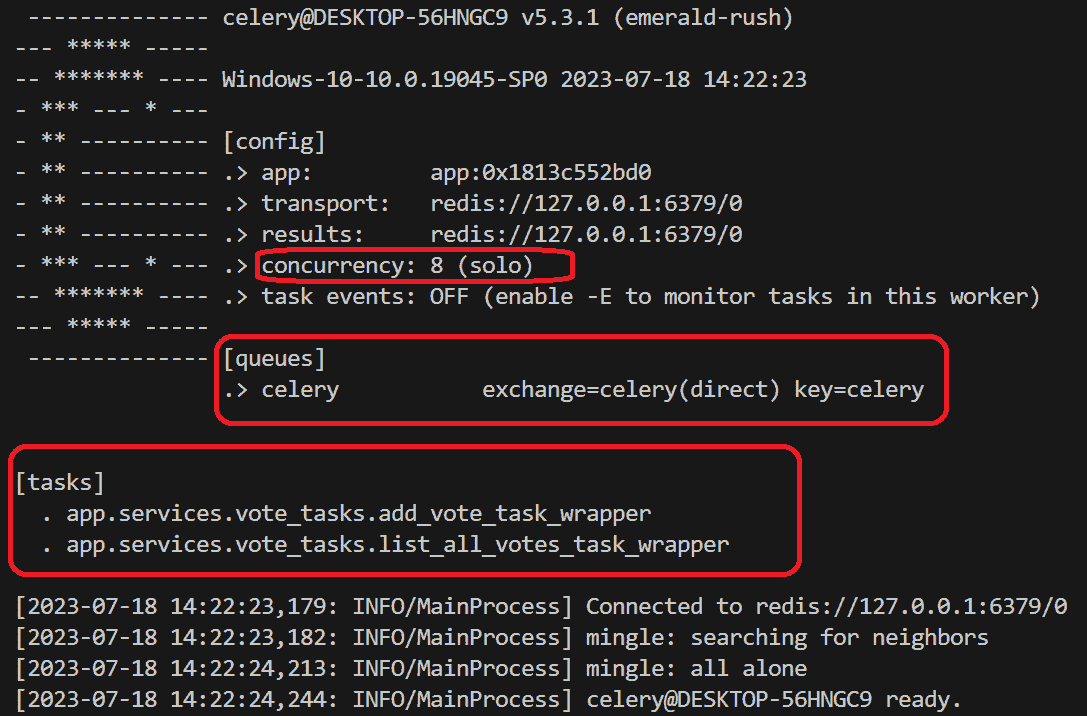 -------------- celery@DESKTOP-56HNGC9 v5.3.1 (emerald-rush)
--- ***** -----
-- ******* ---- Windows-10-10.0.19045-SP0 2023-07-18 14:22:23
- *** --- * ---
- ** ---------- [config]
- ** ---------- .> app:         app:0x1813c552bd0
- ** ---------- .> transport:   redis://127.0.0.1:6379/0
- ** ---------- .> results:     redis://127.0.0.1:6379/0
- *** --- * --- .> concurrency: 8 (solo)
-- ******* ---- .> task events: OFF (enable -E to monitor tasks in this worker)
--- ***** -----
 -------------- [queues]
                .> celery           exchange=celery(direct) key=celery
[tasks]
  . app.services.vote_tasks.add_vote_task_wrapper
  . app.services.vote_tasks.list_all_votes_task_wrapper
[2023-07-18 14:22:23,179: INFO/MainProcess] Connected to redis://127.0.0.1:6379/0
[2023-07-18 14:22:23,182: INFO/MainProcess] mingle: searching for neighbors
[2023-07-18 14:22:24,213: INFO/MainProcess] mingle: all alone
[2023-07-18 14:22:24,244: INFO/MainProcess] celery@DESKTOP-56HNGC9 ready.